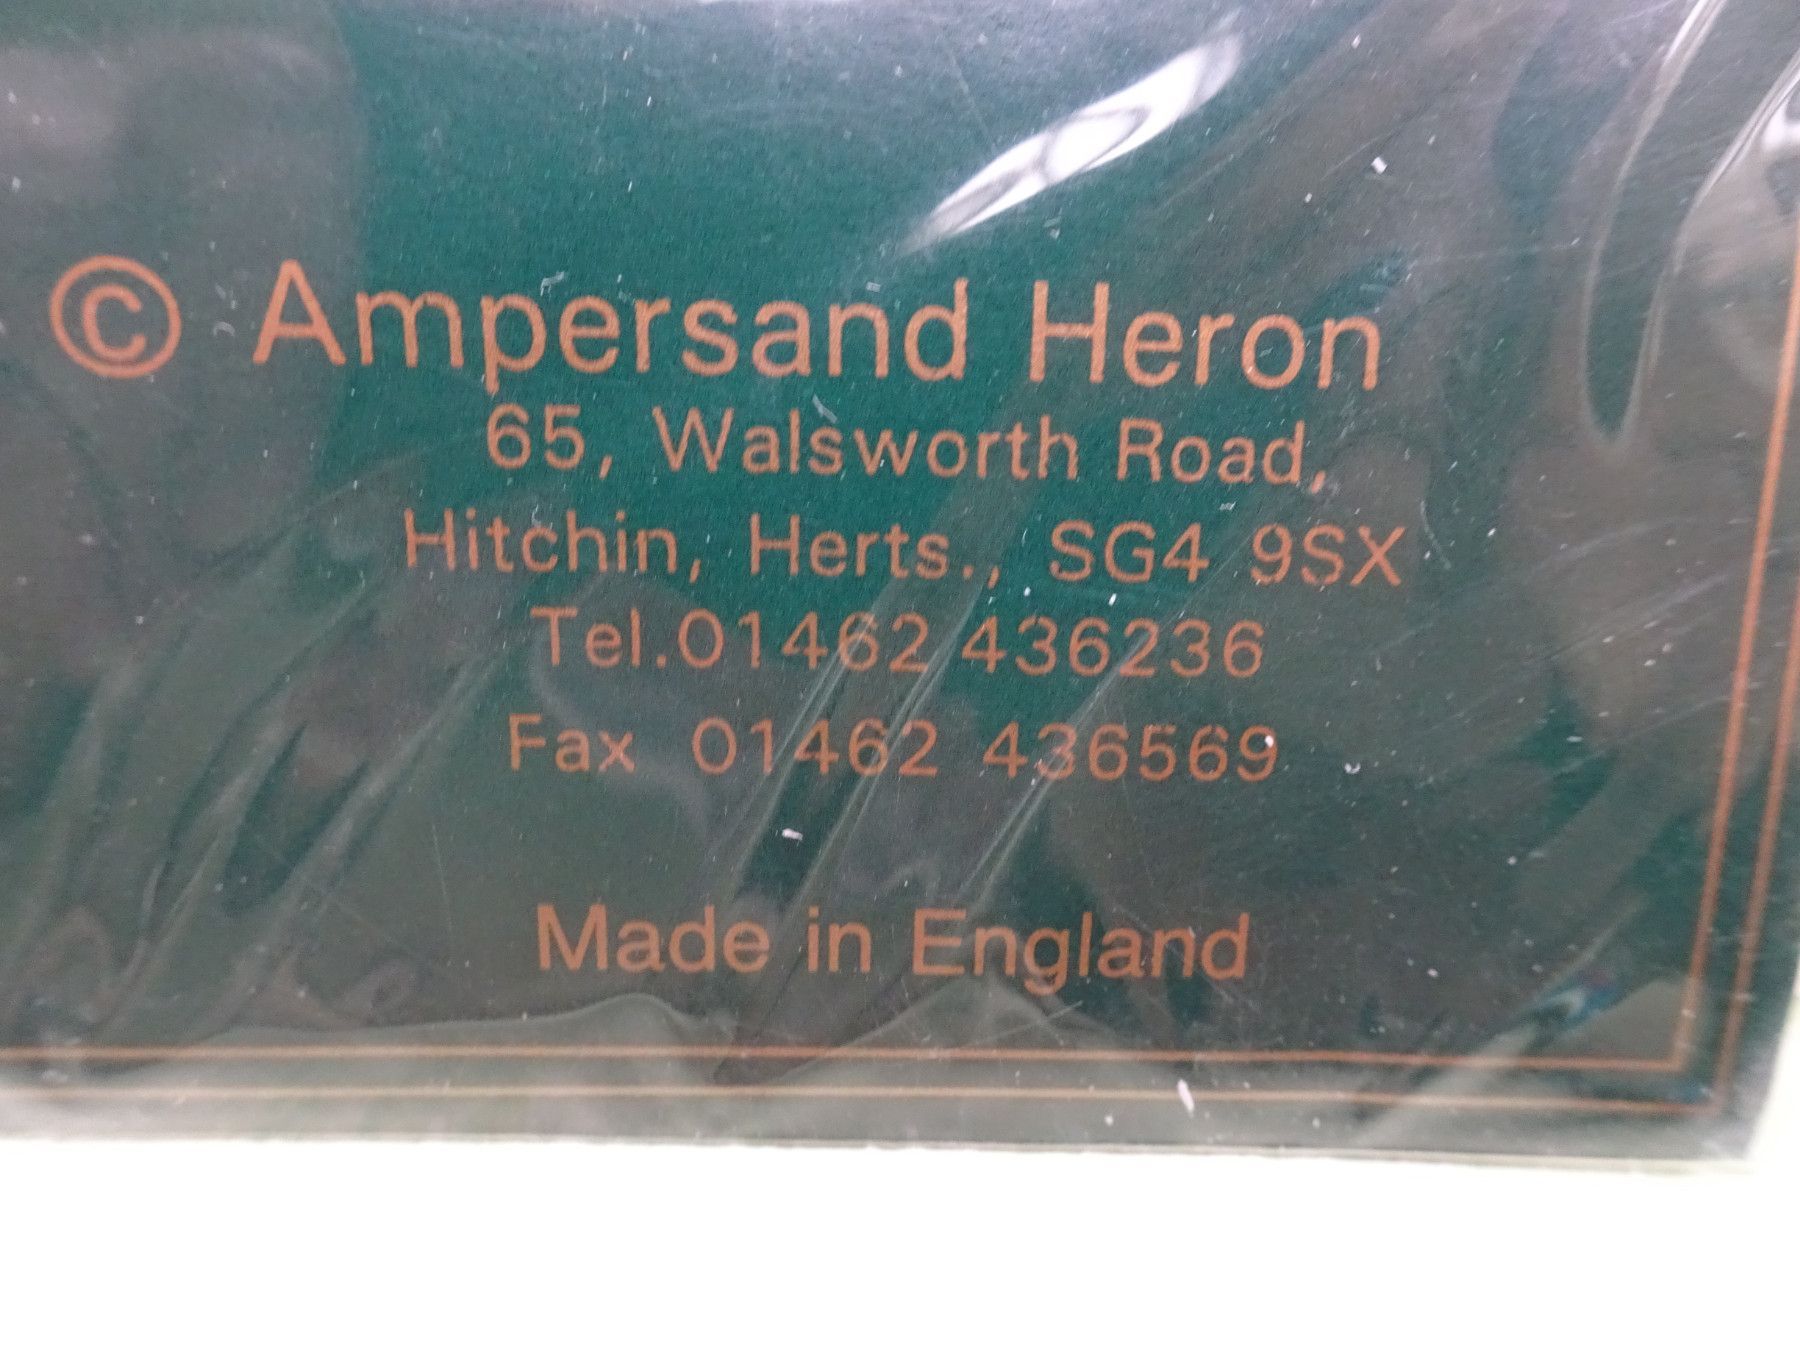 © Ampersand Heron
65, Walsworth Road,
Hitchin, Herts., SG4 9SX
Tel.01462 436236
Fax 01462 436569
Made in England